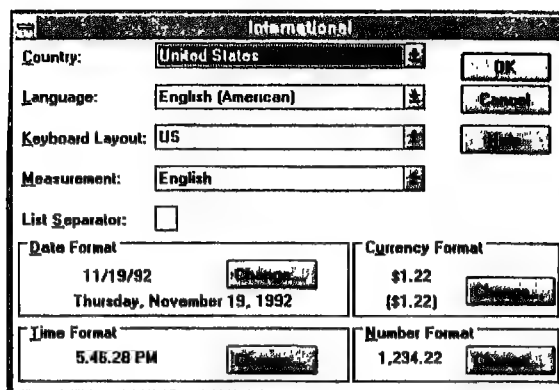 International
Country: United States
OK
Language: English (American)
Cancel
Keyboard Layout: US
Measurement: English
List Separator:
Date Format
11/19/92 Change...
Thursday, November 19, 1992
Currency Format
$1.22
($1.22)
Time Format
5.46.28 PM
Number Format
1,234.22